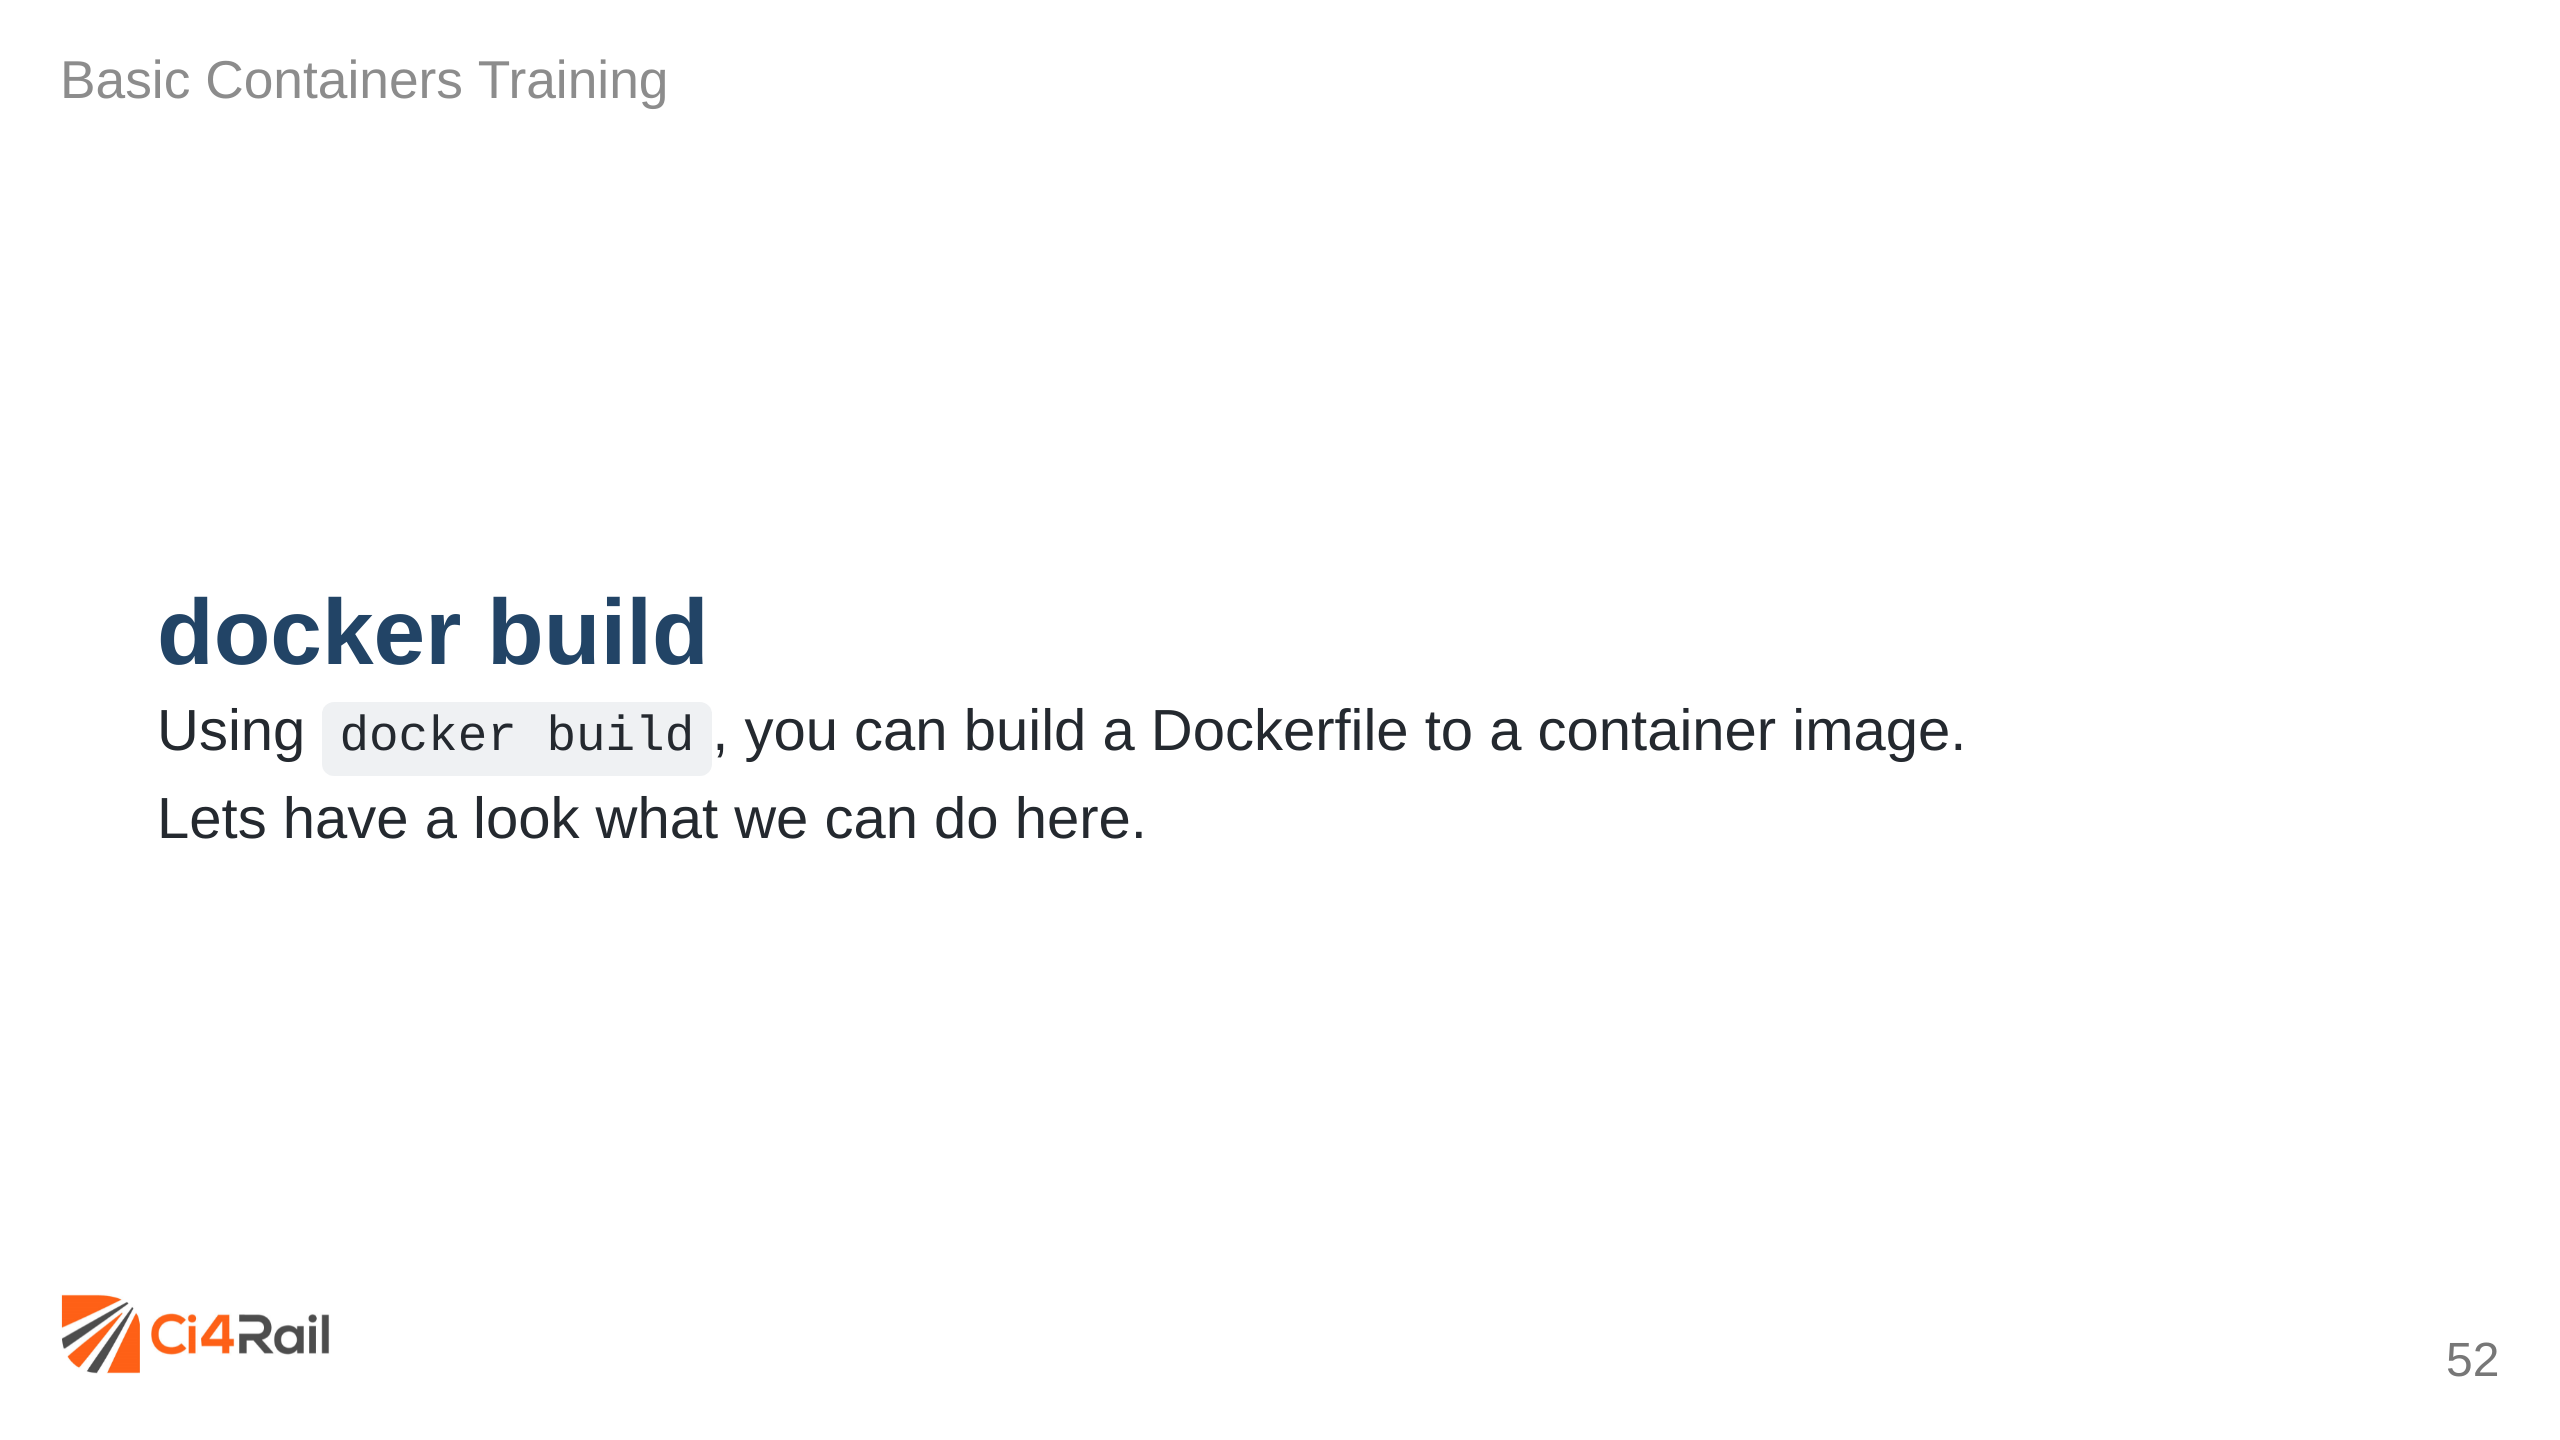 Basic Containers Training
docker build
Using docker build, you can build a Dockerfile to a container image.
Lets have a look what we can do here.
Ci4Rail
52